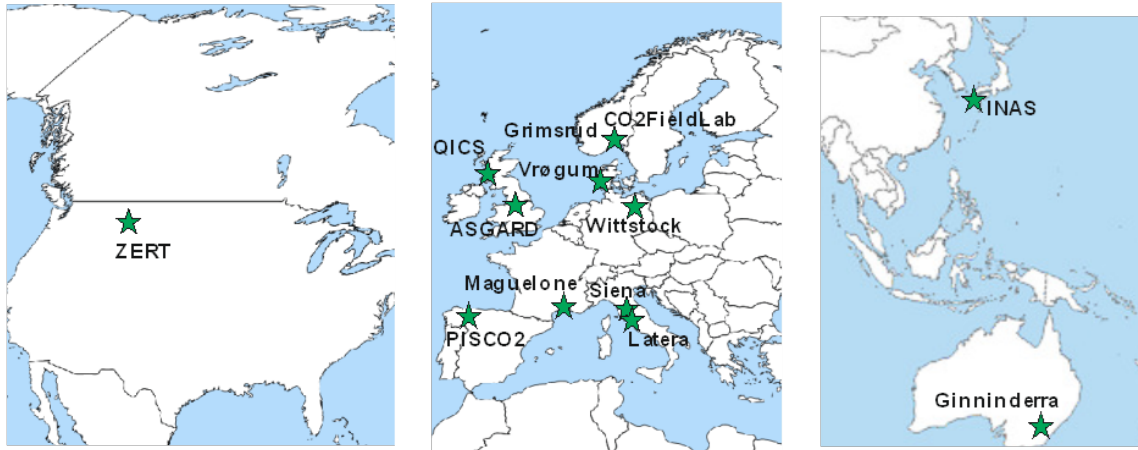 ZERT
Grimsrud CO2FieldLab
QICS
Vrøgum
ASGARD
Wittstock
Maguelone
Siena
PISCO2
Latera
INAS
Ginninderra